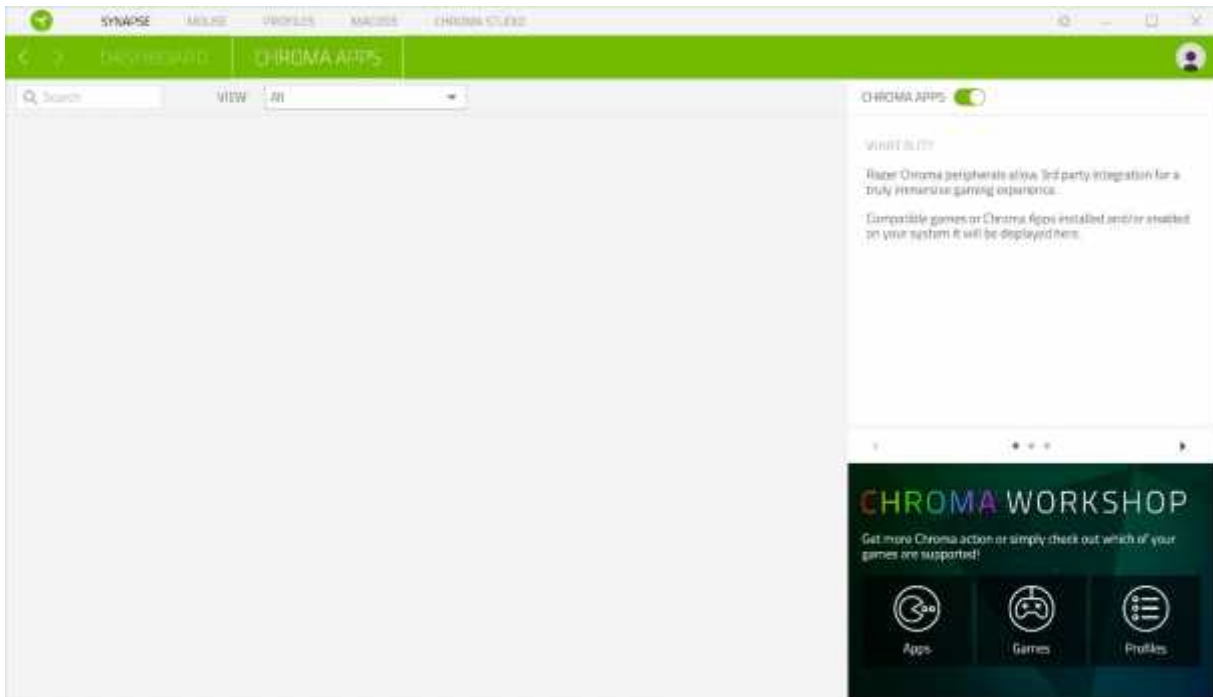 SYNAPSE MOUSE PROFILES MACROS CHROMA STUDIO
DASHBOARD CHROMA APPS
Search VIEW All
CHROMA APPS
WHAT IS IT?
Razer Chroma peripherals allow 3rd party integration for a
truly immersive gaming experience.
Compatible games or Chroma Apps installed and/or enabled
on your system it will be displayed here.
CHROMA WORKSHOP
Get more Chroma action or simply check out which of your
games are supported!
Apps Games Profiles